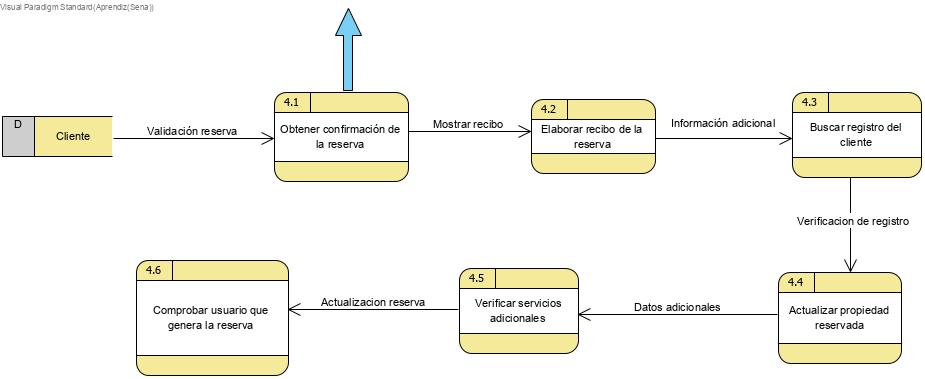 Visual Paradigm Standard(Aprendiz(Sena))
D
Cliente
Validación reserva
4.1
Obtener confirmación de
la reserva
Mostrar recibo
4.2
Elaborar recibo de la
reserva
Información adicional
4.3
Buscar registro del
cliente
Verificacion de registro
4.4
Actualizar propiedad
reservada
Datos adicionales
4.5
Verificar servicios
adicionales
Actualizacion reserva
4.6
Comprobar usuario que
genera la reserva